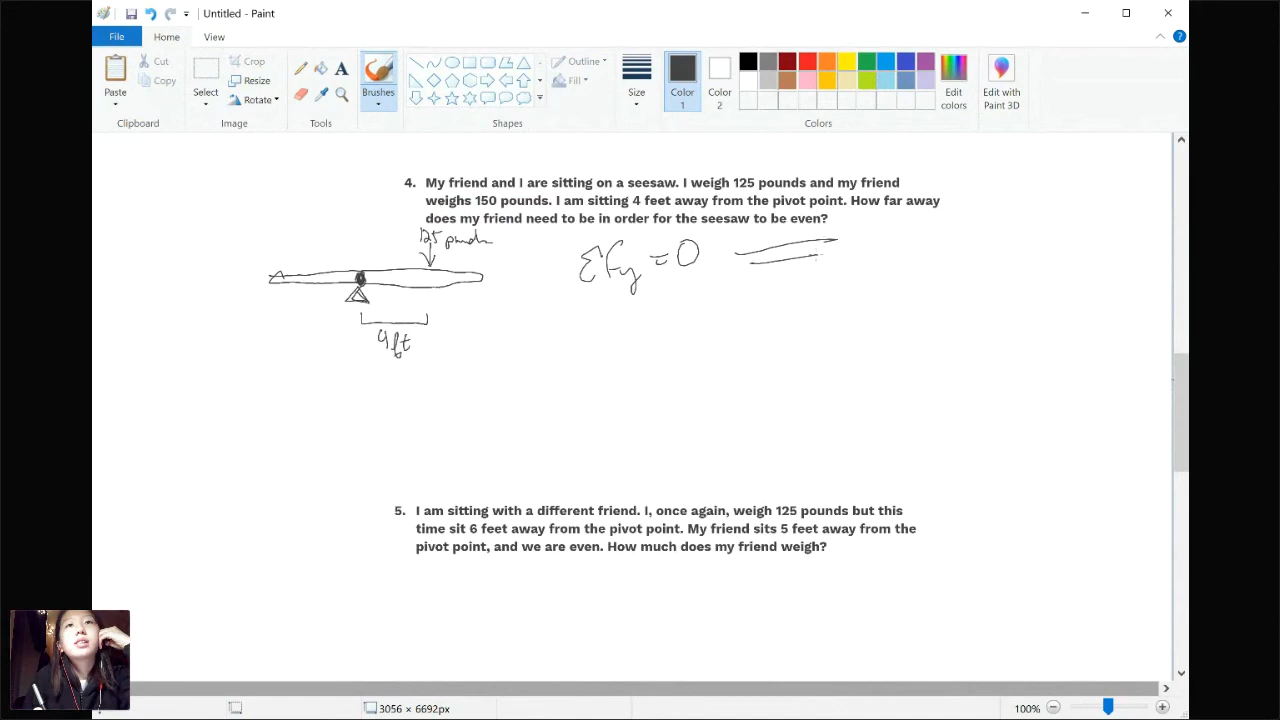 Untitled - Paint
File Home View
Paste
Cut
Copy
Clipboard
Select
Crop
Resize
Rotate
Image
Tools
Brushes
Outline
Fill
Shapes
Size
Color 1
Color 2
Edit colors
Colors
Edit with Paint 3D
4. My friend and I are sitting on a seesaw. I weigh 125 pounds and my friend
weighs 150 pounds. I am sitting 4 feet away from the pivot point. How far away
does my friend need to be in order for the seesaw to be even?
125 pounds
ΣFy = 0
4ft
5. I am sitting with a different friend. I, once again, weigh 125 pounds but this
time sit 6 feet away from the pivot point. My friend sits 5 feet away from the
pivot point, and we are even. How much does my friend weigh?
3056 × 6692px
100%